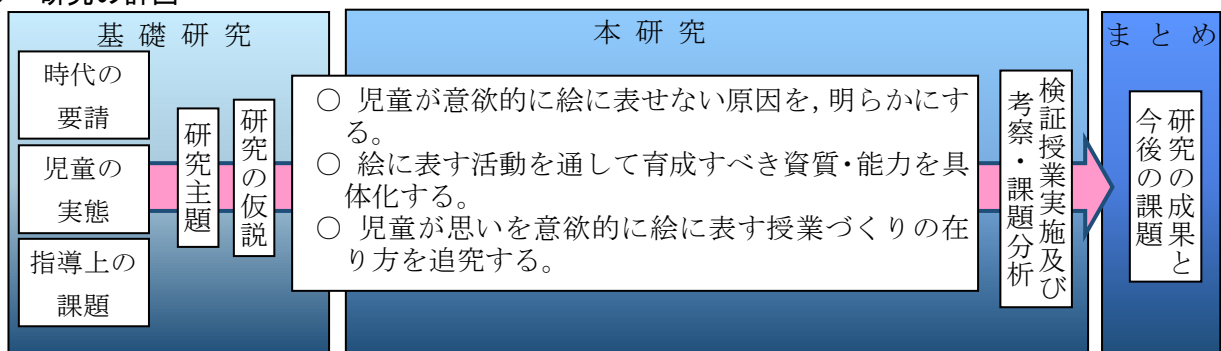 研究の計画
基礎研究
時代の
要請
児童の
実態
指導上の
課題
研究主題
研究の仮説
本研究
○ 児童が意欲的に絵に表せない原因を,明らかにす
る。
○ 絵に表す活動を通して育成すべき資質・能力を具
体化する。
○ 児童が思いを意欲的に絵に表す授業づくりの在
り方を追究する。
検証授業実施及び
考察・課題分析
まとめ
研究の成果と
今後の課題